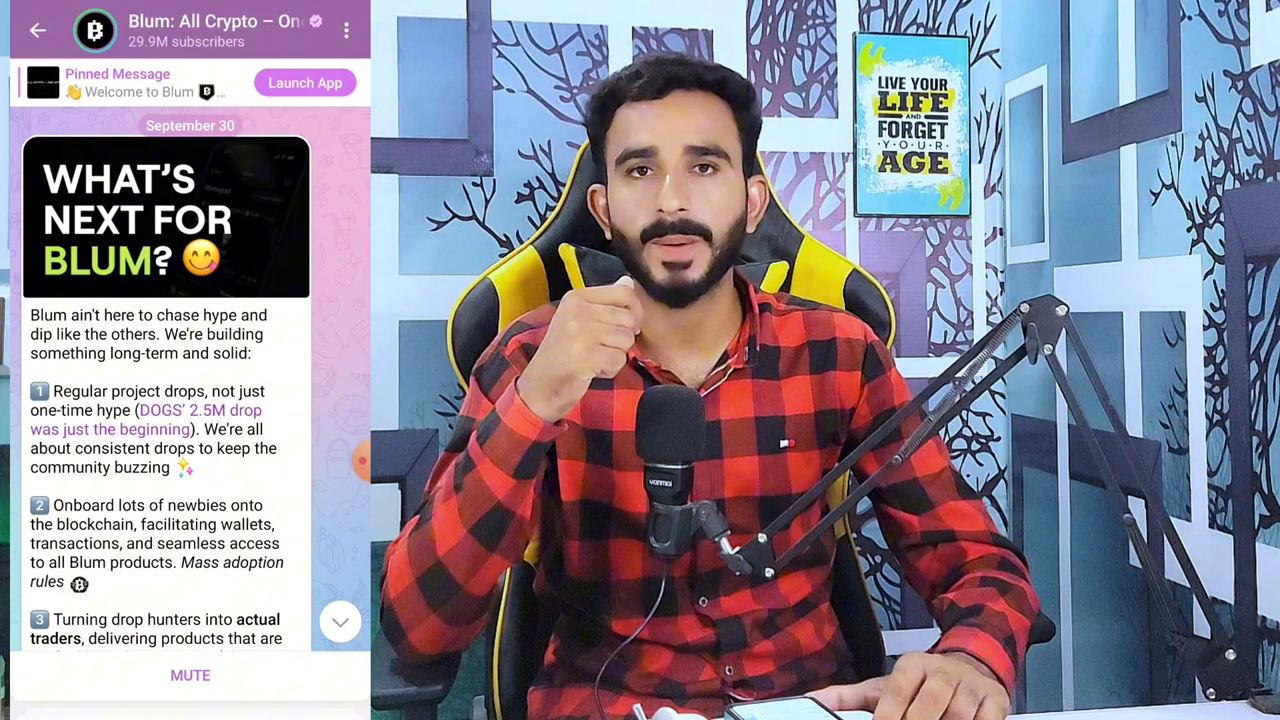 Blum: All Crypto – On
29.9M subscribers
Pinned Message
👋 Welcome to Blum ...
Launch App
September 30
WHAT'S
NEXT FOR
BLUM? 😋
Blum ain't here to chase hype and
dip like the others. We're building
something long-term and solid:
1️⃣ Regular project drops, not just
one-time hype (DOGS' 2.5M drop
was just the beginning). We're all
about consistent drops to keep the
community buzzing ✨
2️⃣ Onboard lots of newbies onto
the blockchain, facilitating wallets,
transactions, and seamless access
to all Blum products. Mass adoption
rules
3️⃣ Turning drop hunters into actual
traders, delivering products that are
MUTE
LIVE YOUR
LIFE
AND
FORGET
YOUR
AGE
vanmai